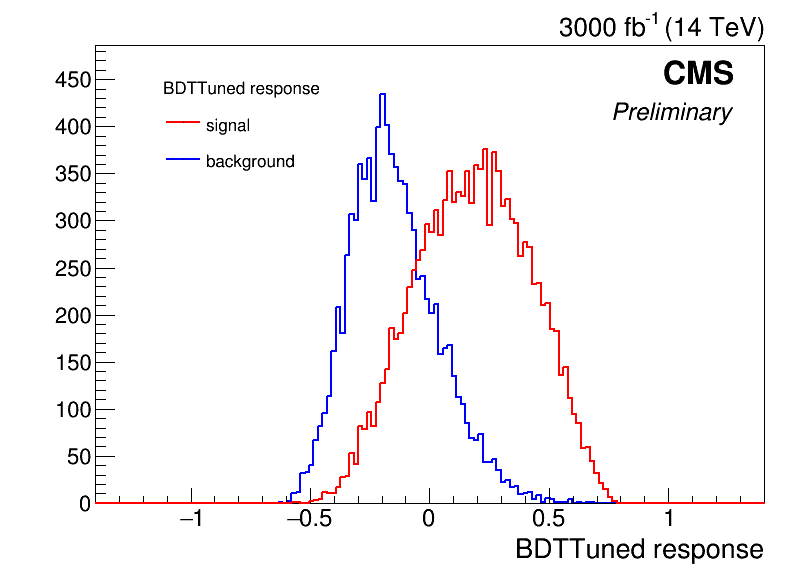 3000 fb⁻¹ (14 TeV)
CMS
Preliminary
BDTTuned response
signal
background
450
400
350
300
250
200
150
100
50
0
−1
−0.5
0
0.5
1
BDTTuned response